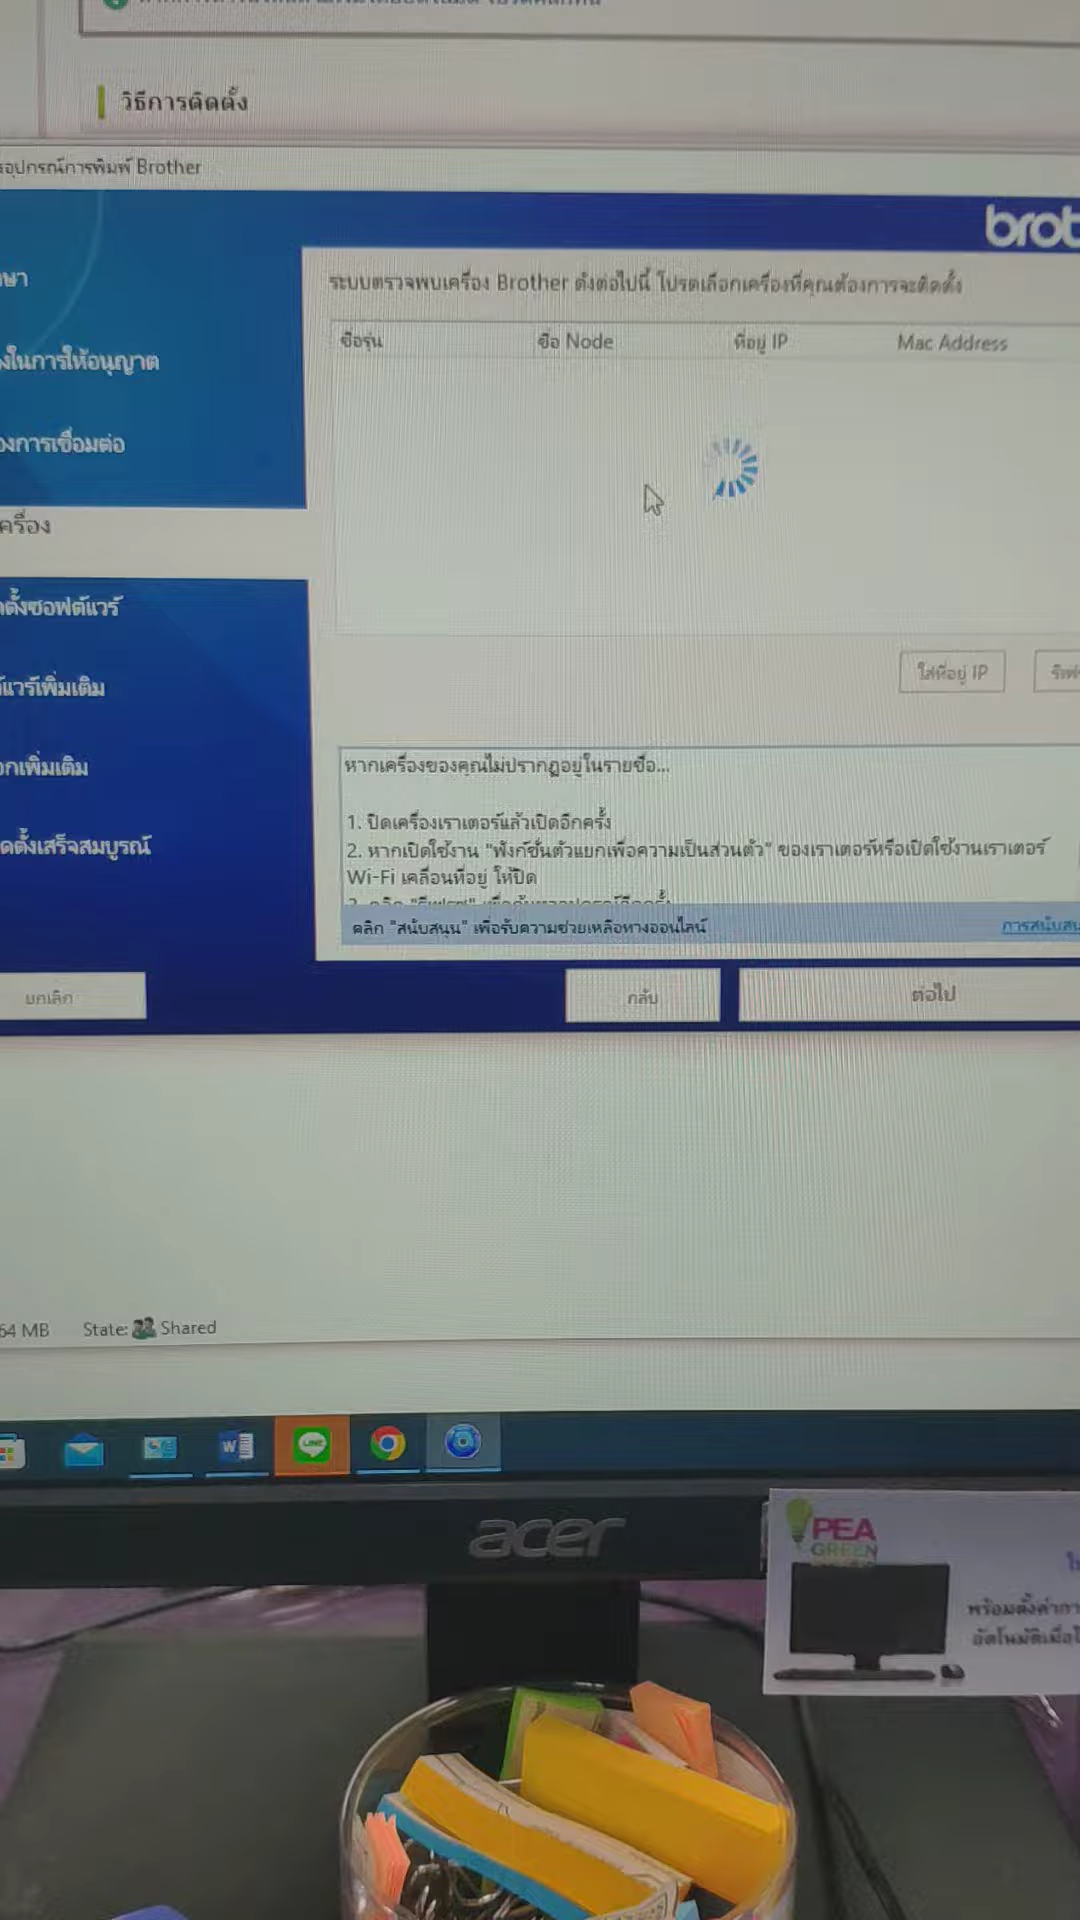 วิธีการติดตั้ง
อุปกรณ์การพิมพ์ Brother
ระบบตรวจพบเครื่อง Brother ดังต่อไปนี้ โปรดเลือกเครื่องที่คุณต้องการจะติดตั้ง
ชื่อรุ่น ชื่อ Node ที่อยู่ IP Mac Address
ในการให้อนุญาต
การเชื่อมต่อ
เครื่อง
ตั้งซอฟต์แวร์
แวร์เพิ่มเติม
เพิ่มเติม
ตั้งเสร็จสมบูรณ์
ใส่ที่อยู่ IP
หากเครื่องของคุณไม่ปรากฏอยู่ในรายชื่อ...
1. ปิดเครื่องเราเตอร์แล้วเปิดอีกครั้ง
2. หากเปิดใช้งาน "ฟังก์ชั่นตัวแยกเพื่อความเป็นส่วนตัว" ของเราเตอร์หรือเปิดใช้งานเราเตอร์
Wi-Fi เคลื่อนที่อยู่ ให้ปิด
คลิก "สนับสนุน" เพื่อรับความช่วยเหลือทางออนไลน์
ยกเลิก กลับ ต่อไป
64 MB State: Shared
LINE
acer
PEA
GREEN